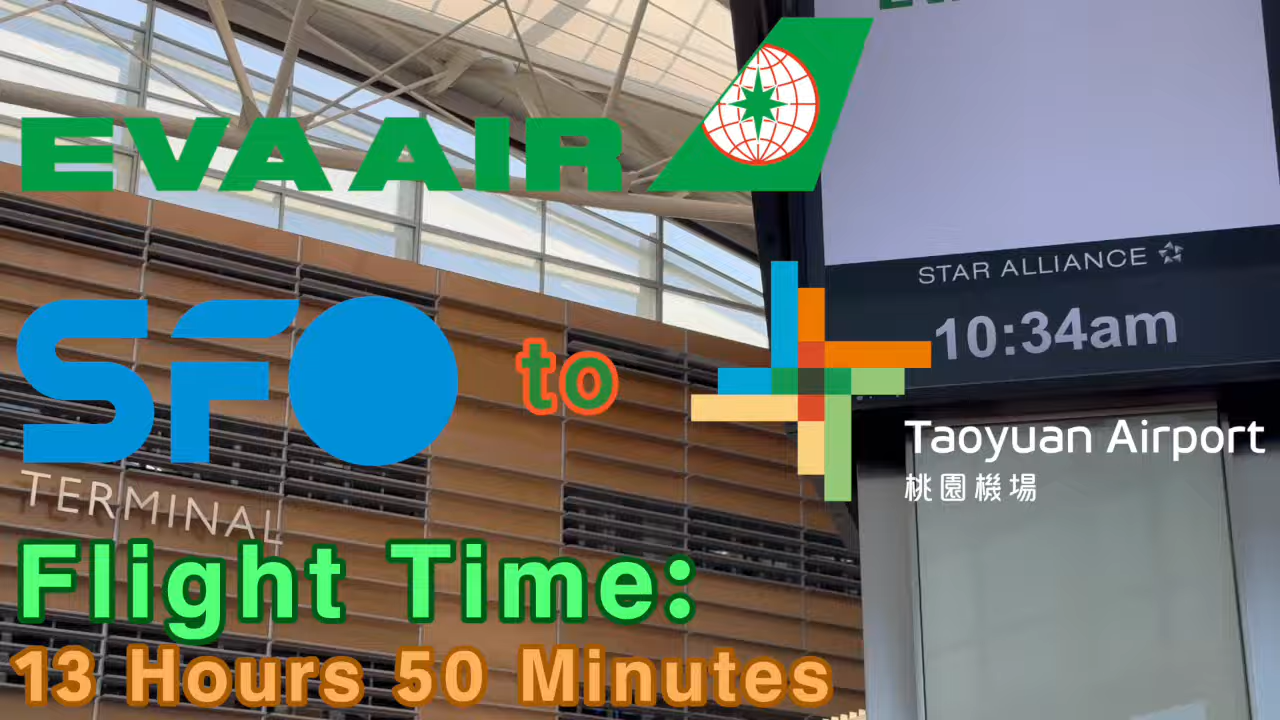 EVA AIR
STAR ALLIANCE
10:34am
SFO
to
Taoyuan Airport
桃園機場
TERMINAL
Flight Time:
13 Hours 50 Minutes